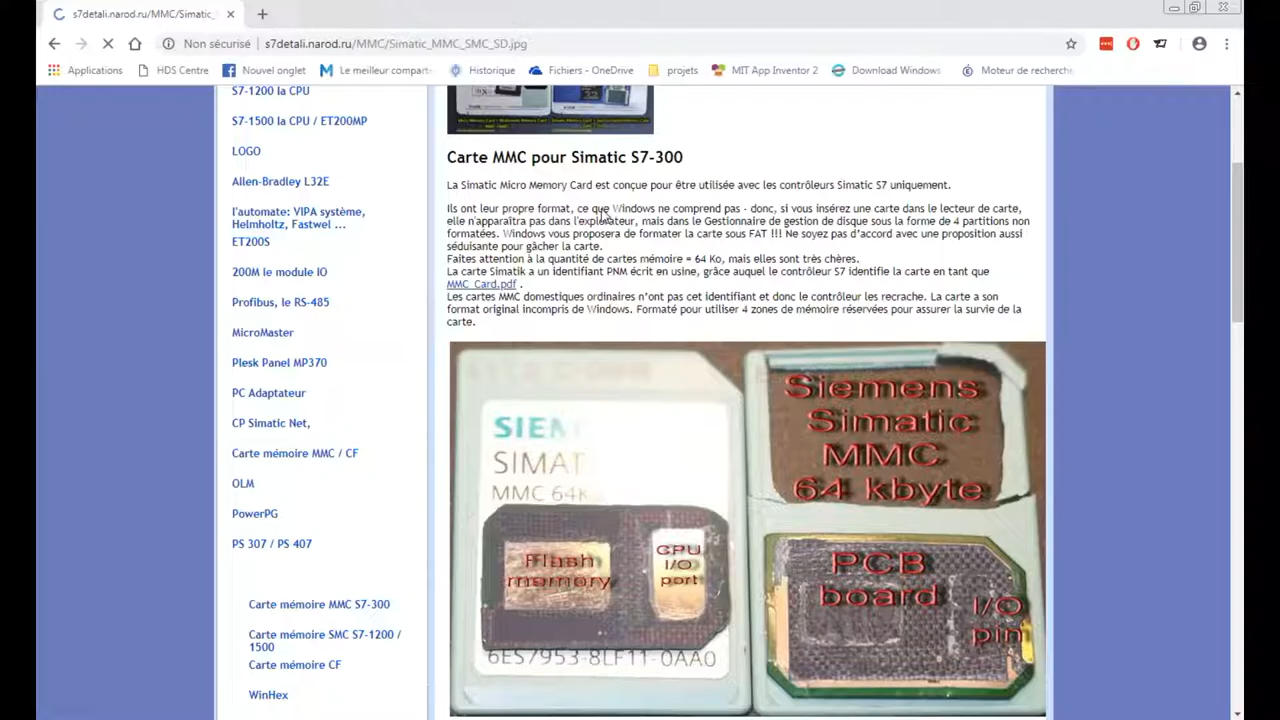 s7detali.narod.ru/MMC/Simatic_
Non sécurisé
s7detali.narod.ru/MMC/Simatic_MMC_SMC_SD.jpg
Applications
HDS Centre
Nouvel onglet
Le meilleur compart
Historique
Fichiers - OneDrive
projets
MIT App Inventor 2
Download Windows
Moteur de recherch
S7-1200 la CPU
S7-1500 la CPU / ET200MP
LOGO
Allen-Bradley L32E
l'automate: VIPA système,
Helmholtz, Fastwel ...
ET200S
200M le module IO
Profibus, le RS-485
MicroMaster
Plesk Panel MP370
PC Adaptateur
CP Simatic Net,
Carte mémoire MMC / CF
OLM
PowerPG
PS 307 / PS 407
Carte mémoire MMC S7-300
Carte mémoire SMC S7-1200 /
1500
Carte mémoire CF
WinHex
Carte MMC pour Simatic S7-300
La Simatic Micro Memory Card est conçue pour être utilisée avec les contrôleurs Simatic S7 uniquement.
Ils ont leur propre format, ce que Windows ne comprend pas - donc, si vous insérez une carte dans le lecteur de carte,
elle n'apparaîtra pas dans l'explorateur, mais dans le Gestionnaire de gestion de disque sous la forme de 4 partitions non
formatées. Windows vous proposera de formater la carte sous FAT !!! Ne soyez pas d'accord avec une proposition aussi
séduisante pour gâcher la carte.
Faites attention à la quantité de cartes mémoire = 64 Ko, mais elles sont très chères.
La carte Simatik a un identifiant PNM écrit en usine, grâce auquel le contrôleur S7 identifie la carte en tant que
MMC_Card.pdf .
Les cartes MMC domestiques ordinaires n'ont pas cet identifiant et donc le contrôleur les recrache. La carte a son
format original incompris de Windows. Formaté pour utiliser 4 zones de mémoire réservées pour assurer la survie de la
carte.
SIEM
SIMAT
MMC 64K
Flash
memory
CPU
I/O
port
6ES7953-8LF11-0AA0
Siemens
Simatic
MMC
64 kbyte
PCB
board
I/O
pin